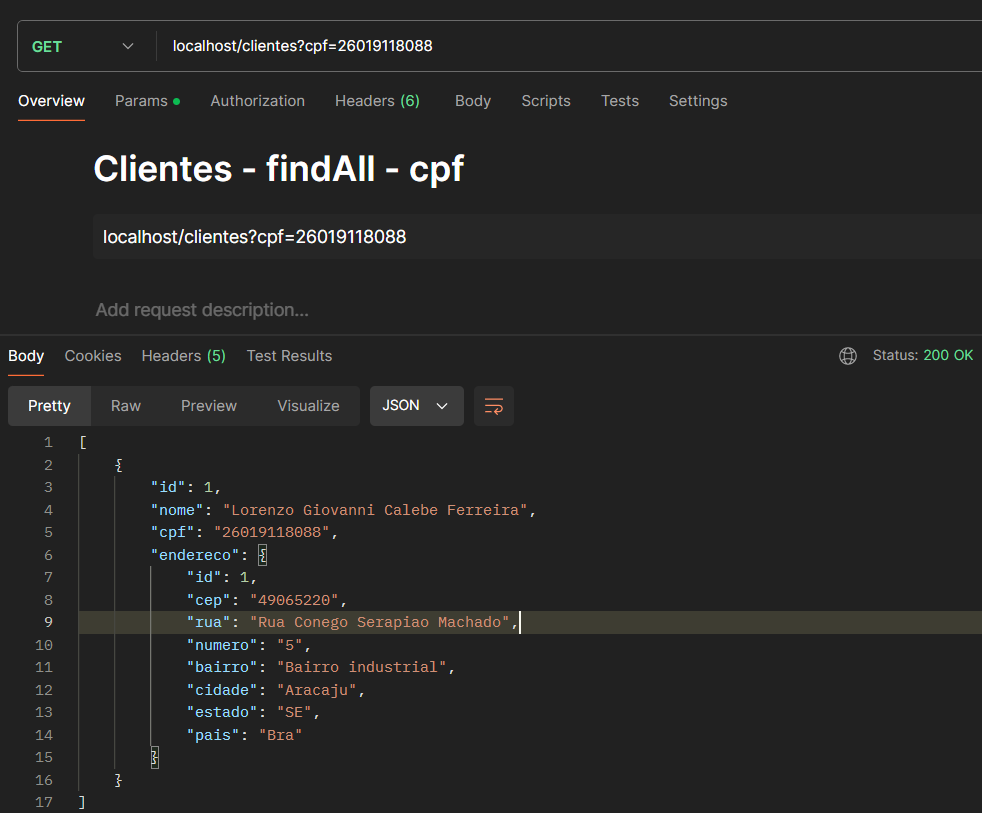 GET localhost/clientes?cpf=26019118088
Overview Params Authorization Headers (6) Body Scripts Tests Settings
Clientes - findAll - cpf
localhost/clientes?cpf=26019118088
Add request description...
Body Cookies Headers (5) Test Results Status: 200 OK
Pretty Raw Preview Visualize JSON
1 [
2 {
3 "id": 1,
4 "nome": "Lorenzo Giovanni Calebe Ferreira",
5 "cpf": "26019118088",
6 "endereco": {
7 "id": 1,
8 "cep": "49065220",
9 "rua": "Rua Conego Serapiao Machado",
10 "numero": "5",
11 "bairro": "Bairro industrial",
12 "cidade": "Aracaju",
13 "estado": "SE",
14 "pais": "Bra"
15 }
16 }
17 ]